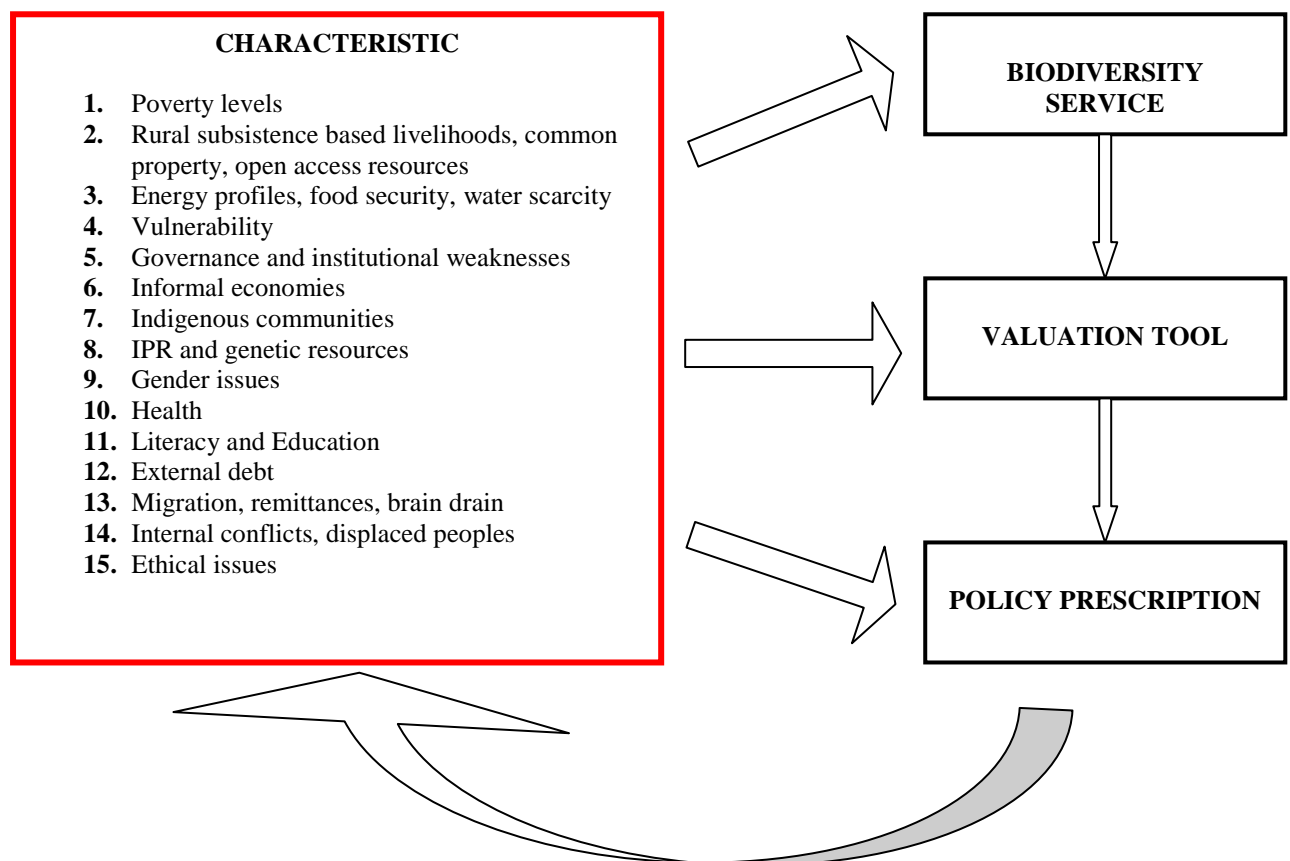 CHARACTERISTIC
1. Poverty levels
2. Rural subsistence based livelihoods, common
property, open access resources
3. Energy profiles, food security, water scarcity
4. Vulnerability
5. Governance and institutional weaknesses
6. Informal economies
7. Indigenous communities
8. IPR and genetic resources
9. Gender issues
10. Health
11. Literacy and Education
12. External debt
13. Migration, remittances, brain drain
14. Internal conflicts, displaced peoples
15. Ethical issues
BIODIVERSITY
SERVICE
VALUATION TOOL
POLICY PRESCRIPTION